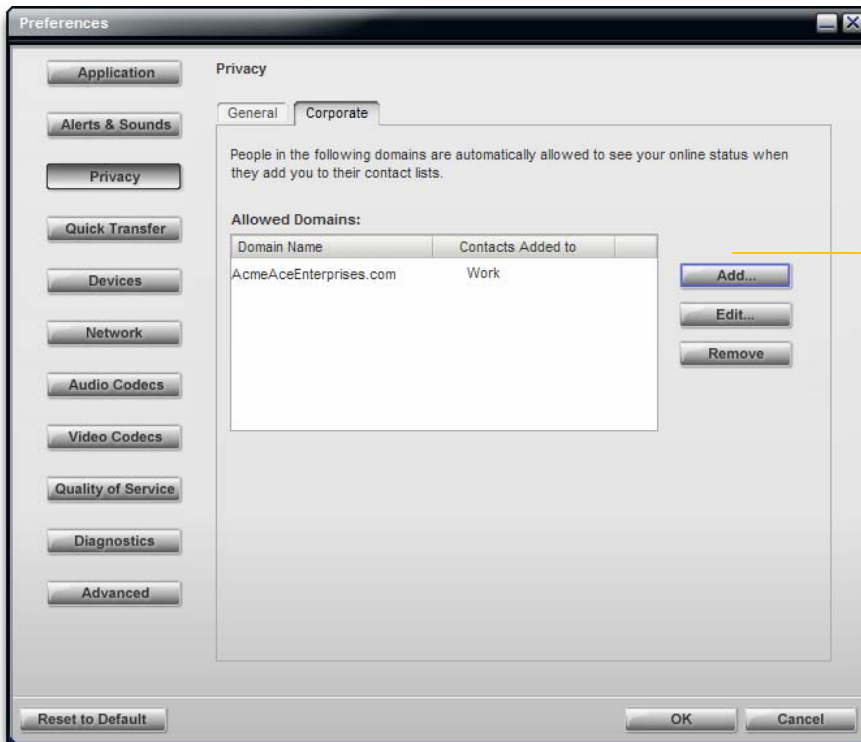 Preferences
Application
Alerts & Sounds
Privacy
Quick Transfer
Devices
Network
Audio Codecs
Video Codecs
Quality of Service
Diagnostics
Advanced
Privacy
General Corporate
People in the following domains are automatically allowed to see your online status when
they add you to their contact lists.
Allowed Domains:
Domain Name Contacts Added to
AcmeAceEnterprises.com Work
Add...
Edit...
Remove
Reset to Default OK Cancel